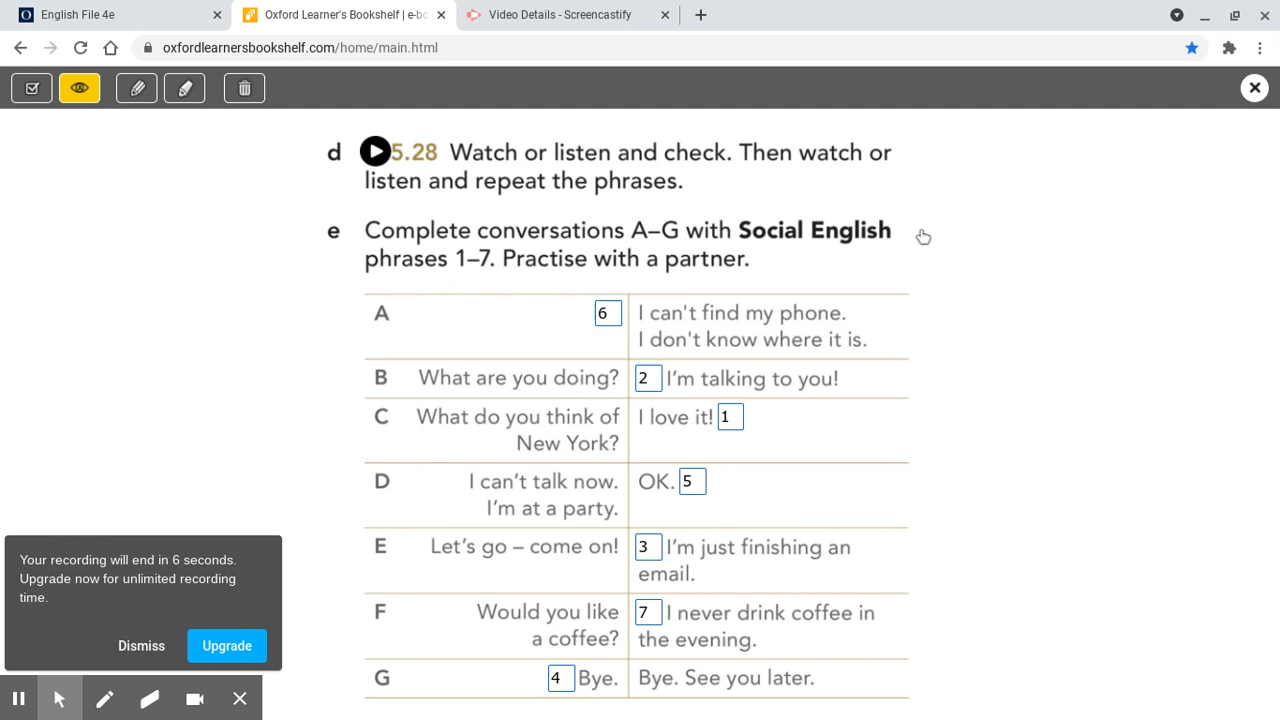 English File 4e
Oxford Learner's Bookshelf | e-bo
Video Details - Screencastify
oxfordlearnersbookshelf.com/home/main.html
d 5.28 Watch or listen and check. Then watch or
listen and repeat the phrases.
e Complete conversations A–G with Social English
phrases 1–7. Practise with a partner.
A 6 I can't find my phone.
I don't know where it is.
B What are you doing? 2 I'm talking to you!
C What do you think of I love it! 1
New York?
D I can't talk now. OK. 5
I'm at a party.
E Let's go – come on! 3 I'm just finishing an
email.
F Would you like 7 I never drink coffee in
a coffee? the evening.
G 4 Bye. Bye. See you later.
Your recording will end in 6 seconds.
Upgrade now for unlimited recording
time.
Dismiss Upgrade